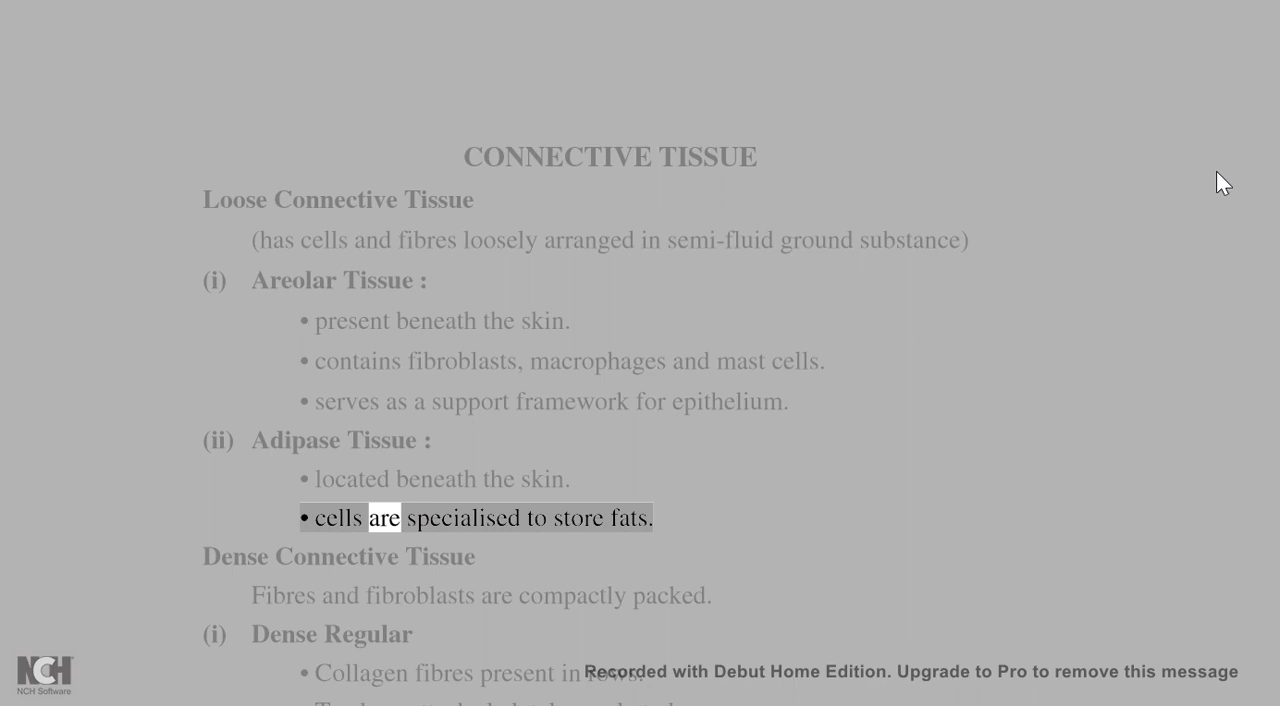 CONNECTIVE TISSUE
Loose Connective Tissue
(has cells and fibres loosely arranged in semi-fluid ground substance)
(i) Areolar Tissue :
• present beneath the skin.
• contains fibroblasts, macrophages and mast cells.
• serves as a support framework for epithelium.
(ii) Adipase Tissue :
• located beneath the skin.
• cells are specialised to store fats.
Dense Connective Tissue
Fibres and fibroblasts are compactly packed.
(i) Dense Regular
• Collagen fibres present in rows.
Recorded with Debut Home Edition. Upgrade to Pro to remove this message
NCH
NCH Software